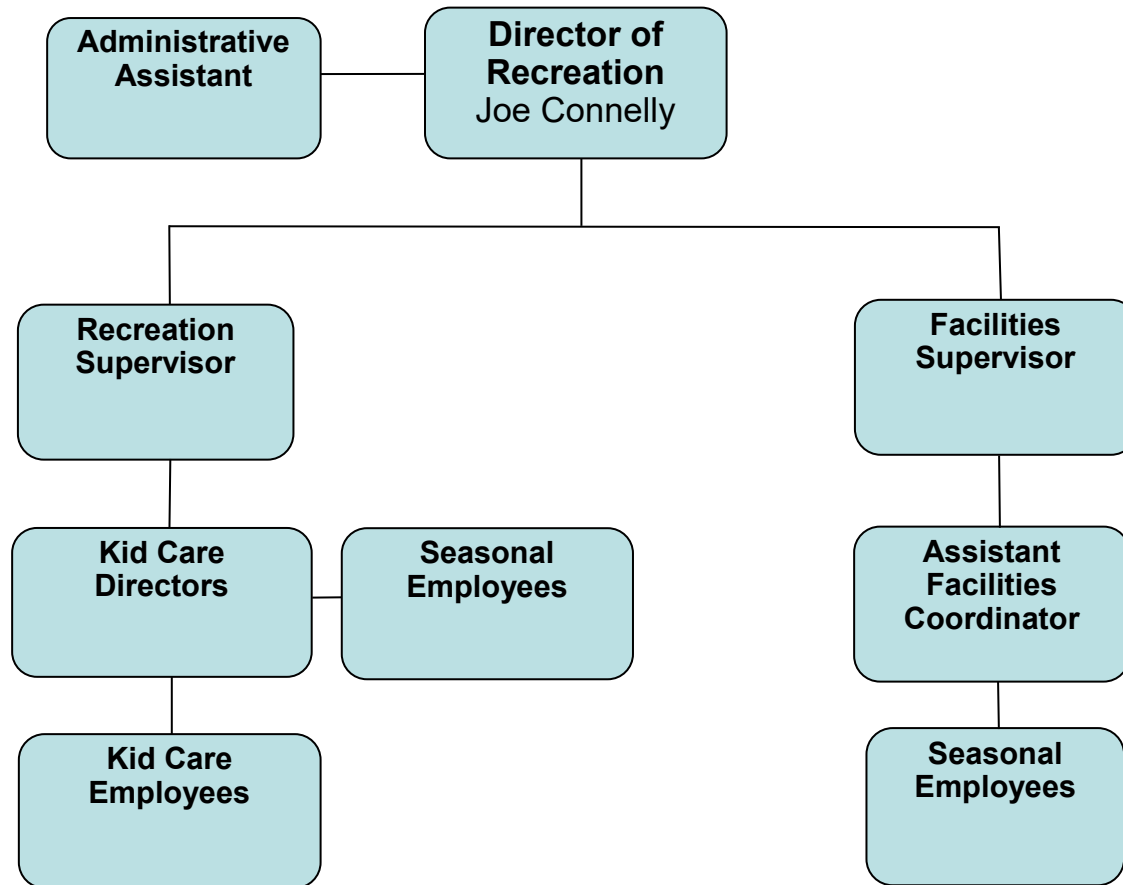 Administrative
Assistant
Director of
Recreation
Joe Connelly
Recreation
Supervisor
Facilities
Supervisor
Kid Care
Directors
Seasonal
Employees
Assistant
Facilities
Coordinator
Kid Care
Employees
Seasonal
Employees